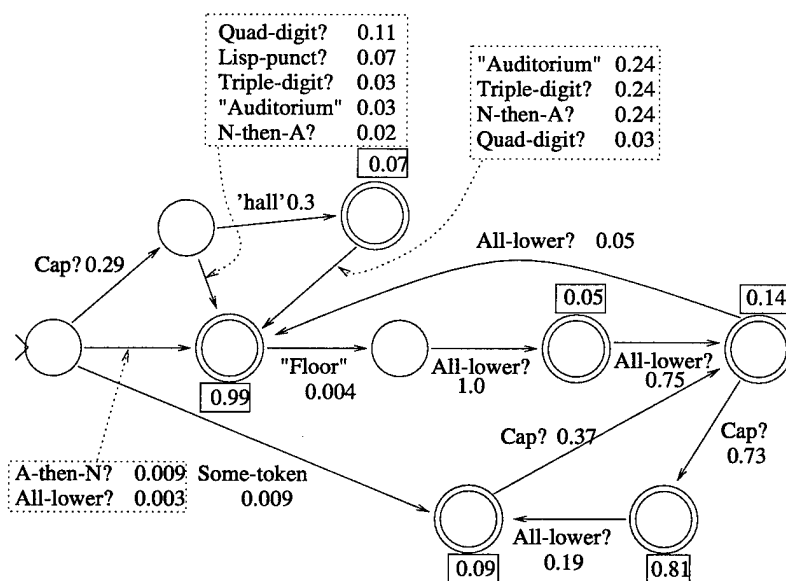 Quad-digit? 0.11
Lisp-punct? 0.07
Triple-digit? 0.03
"Auditorium" 0.03
N-then-A? 0.02
"Auditorium" 0.24
Triple-digit? 0.24
N-then-A? 0.24
Quad-digit? 0.03
0.07
'hall' 0.3
All-lower? 0.05
Cap? 0.29
0.05
0.14
"Floor"
0.004
All-lower?
1.0
All-lower?
0.75
0.99
Cap? 0.37
Cap?
0.73
A-then-N? 0.009
All-lower? 0.003
Some-token
0.009
All-lower?
0.19
0.09
0.81